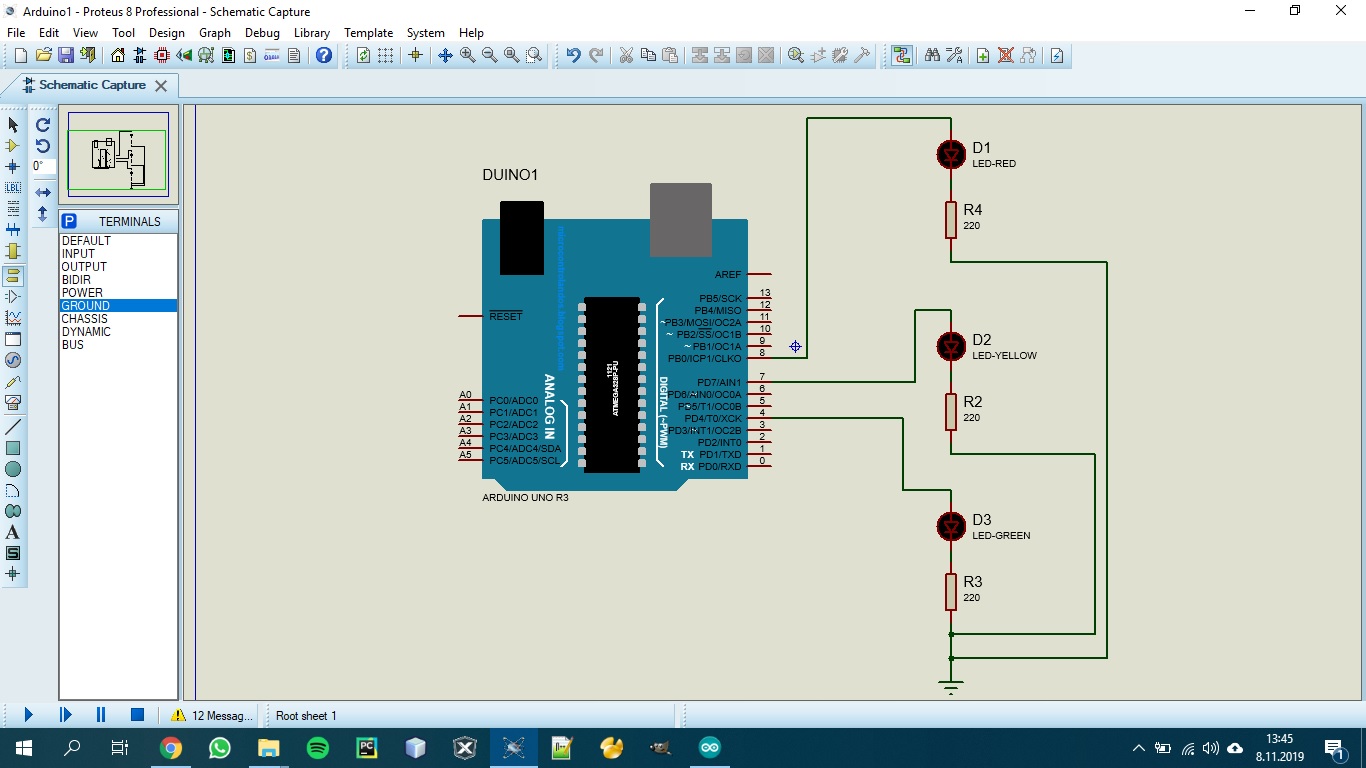 Arduino1 - Proteus 8 Professional - Schematic Capture
File Edit View Tool Design Graph Debug Library Template System Help
Schematic Capture
0°
LBL
P TERMINALS
DEFAULT
INPUT
OUTPUT
BIDIR
POWER
GROUND
CHASSIS
DYNAMIC
BUS
A
S
DUINO1
microcontrolandos.blogspot.com
RESET
ANALOG IN
A0 PC0/ADC0
A1 PC1/ADC1
A2 PC2/ADC2
A3 PC3/ADC3
A4 PC4/ADC4/SDA
A5 PC5/ADC5/SCL
1121
ATMEGA328P-PU
DIGITAL (~PWM)
AREF
PB5/SCK 13
PB4/MISO 12
~PB3/MOSI/OC2A 11
~ PB2/SS/OC1B 10
~ PB1/OC1A 9
PB0/ICP1/CLKO 8
PD7/AIN1 7
~ PD6/AIN0/OC0A 6
~ PD5/T1/OC0B 5
PD4/T0/XCK 4
~ PD3/INT1/OC2B 3
PD2/INT0 2
TX PD1/TXD 1
RX PD0/RXD 0
ARDUINO UNO R3
D1
LED-RED
R4
220
D2
LED-YELLOW
R2
220
D3
LED-GREEN
R3
220
12 Messag... Root sheet 1
PC
13:45
8.11.2019
1